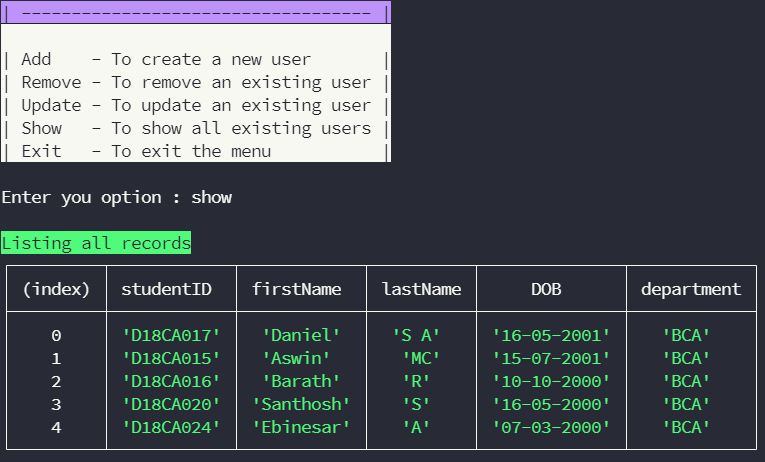 | ----------------------------------- |
| Add    - To create a new user       |
| Remove - To remove an existing user |
| Update - To update an existing user |
| Show   - To show all existing users |
| Exit   - To exit the menu           |
Enter you option : show
Listing all records
(index) studentID firstName lastName DOB department
0 'D18CA017' 'Daniel' 'S A' '16-05-2001' 'BCA'
1 'D18CA015' 'Aswin' 'MC' '15-07-2001' 'BCA'
2 'D18CA016' 'Barath' 'R' '10-10-2000' 'BCA'
3 'D18CA020' 'Santhosh' 'S' '16-05-2000' 'BCA'
4 'D18CA024' 'Ebinesar' 'A' '07-03-2000' 'BCA'